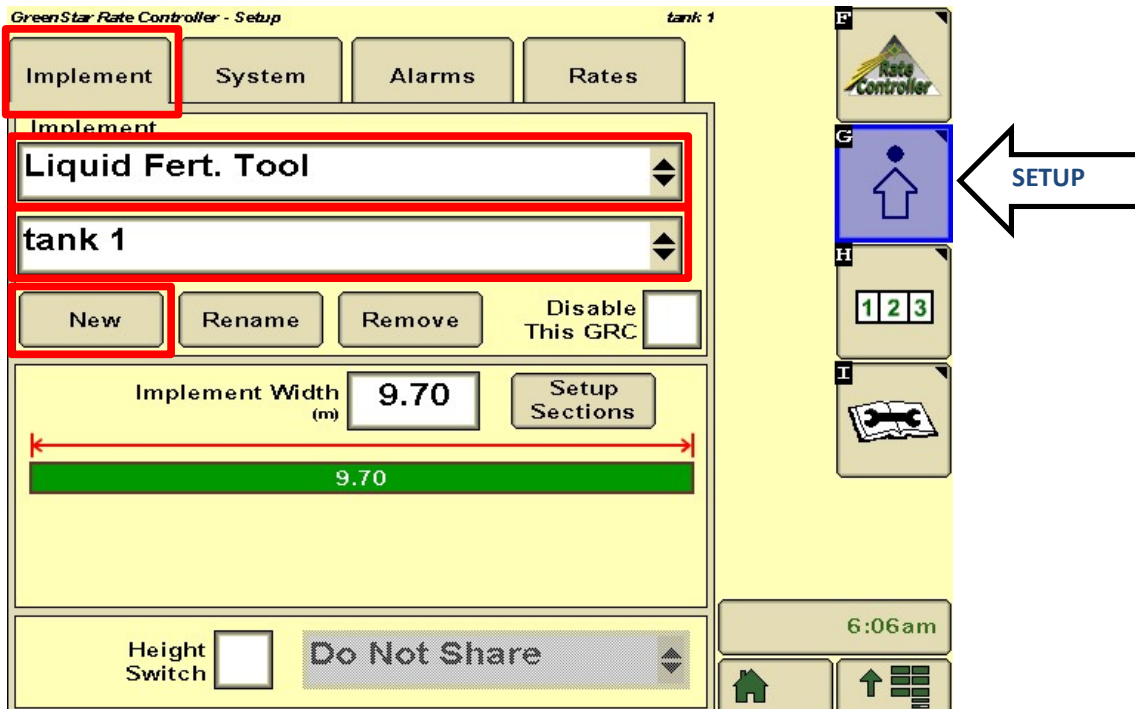 GreenStar Rate Controller - Setup
tank 1
Implement
System
Alarms
Rates
Implement
Liquid Fert. Tool
tank 1
New
Rename
Remove
Disable
This GRC
Implement Width
(m)
9.70
Setup
Sections
9.70
Height
Switch
Do Not Share
F
Rate
Controller
G
SETUP
H
1 2 3
I
6:06am